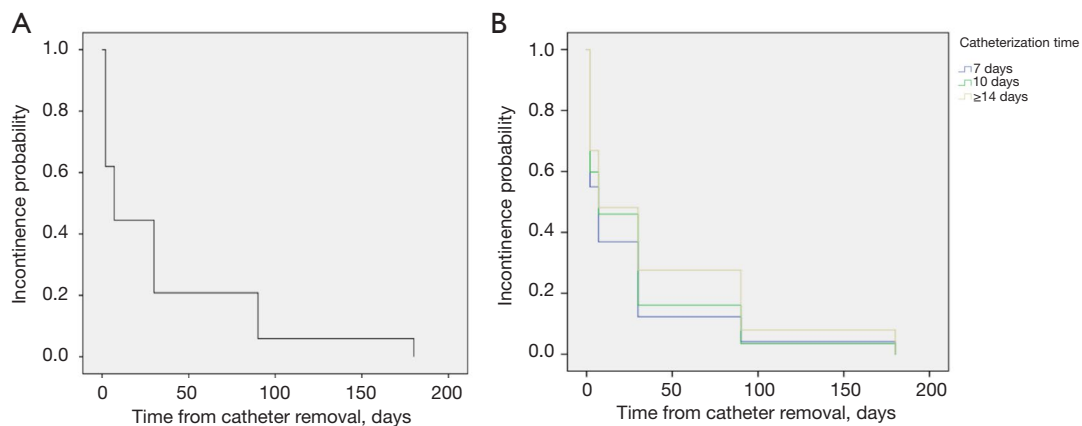 A
Incontinence probability
1.0
0.8
0.6
0.4
0.2
0.0
0 50 100 150 200
Time from catheter removal, days
B
Incontinence probability
1.0
0.8
0.6
0.4
0.2
0.0
0 50 100 150 200
Time from catheter removal, days
Catheterization time
7 days
10 days
≥14 days